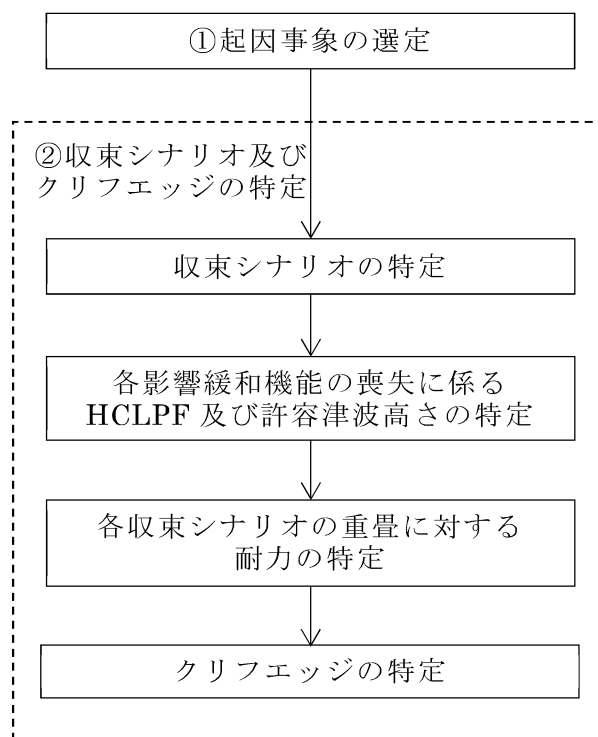 ①起因事象の選定
②収束シナリオ及び
クリフエッジの特定
収束シナリオの特定
各影響緩和機能の喪失に係る
HCLPF 及び許容津波高さの特定
各収束シナリオの重畳に対する
耐力の特定
クリフエッジの特定